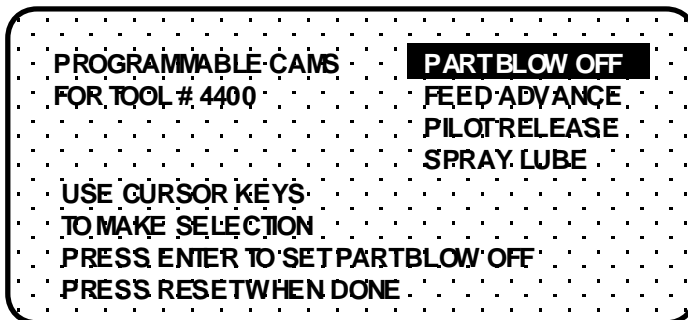 PROGRAMMABLE CAMS
FOR TOOL # 4400
PART BLOW OFF
FEED ADVANCE
PILOT RELEASE
SPRAY LUBE
USE CURSOR KEYS
TO MAKE SELECTION
PRESS ENTER TO SET PART BLOW OFF
PRESS RESET WHEN DONE